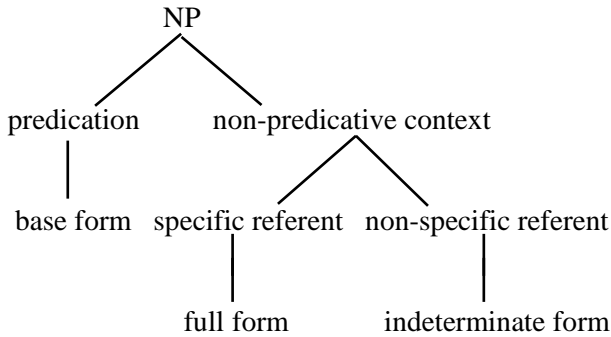 NP
predication non-predicative context
base form specific referent non-specific referent
full form indeterminate form